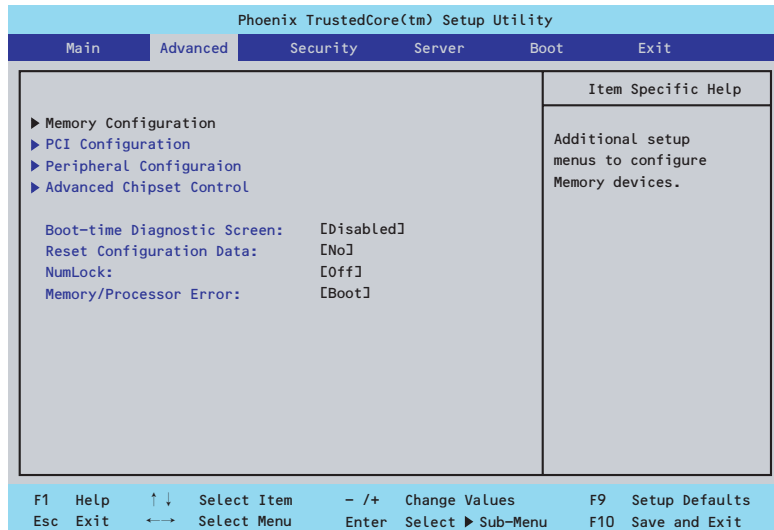 Phoenix TrustedCore(tm) Setup Utility
Main Advanced Security Server Boot Exit
Item Specific Help
▶ Memory Configuration
▶ PCI Configuration
▶ Peripheral Configuraion
▶ Advanced Chipset Control
Additional setup
menus to configure
Memory devices.
Boot-time Diagnostic Screen: [Disabled]
Reset Configuration Data: [No]
NumLock: [Off]
Memory/Processor Error: [Boot]
F1 Help ↑↓ Select Item - /+ Change Values F9 Setup Defaults
Esc Exit ←→ Select Menu Enter Select ▶ Sub-Menu F10 Save and Exit